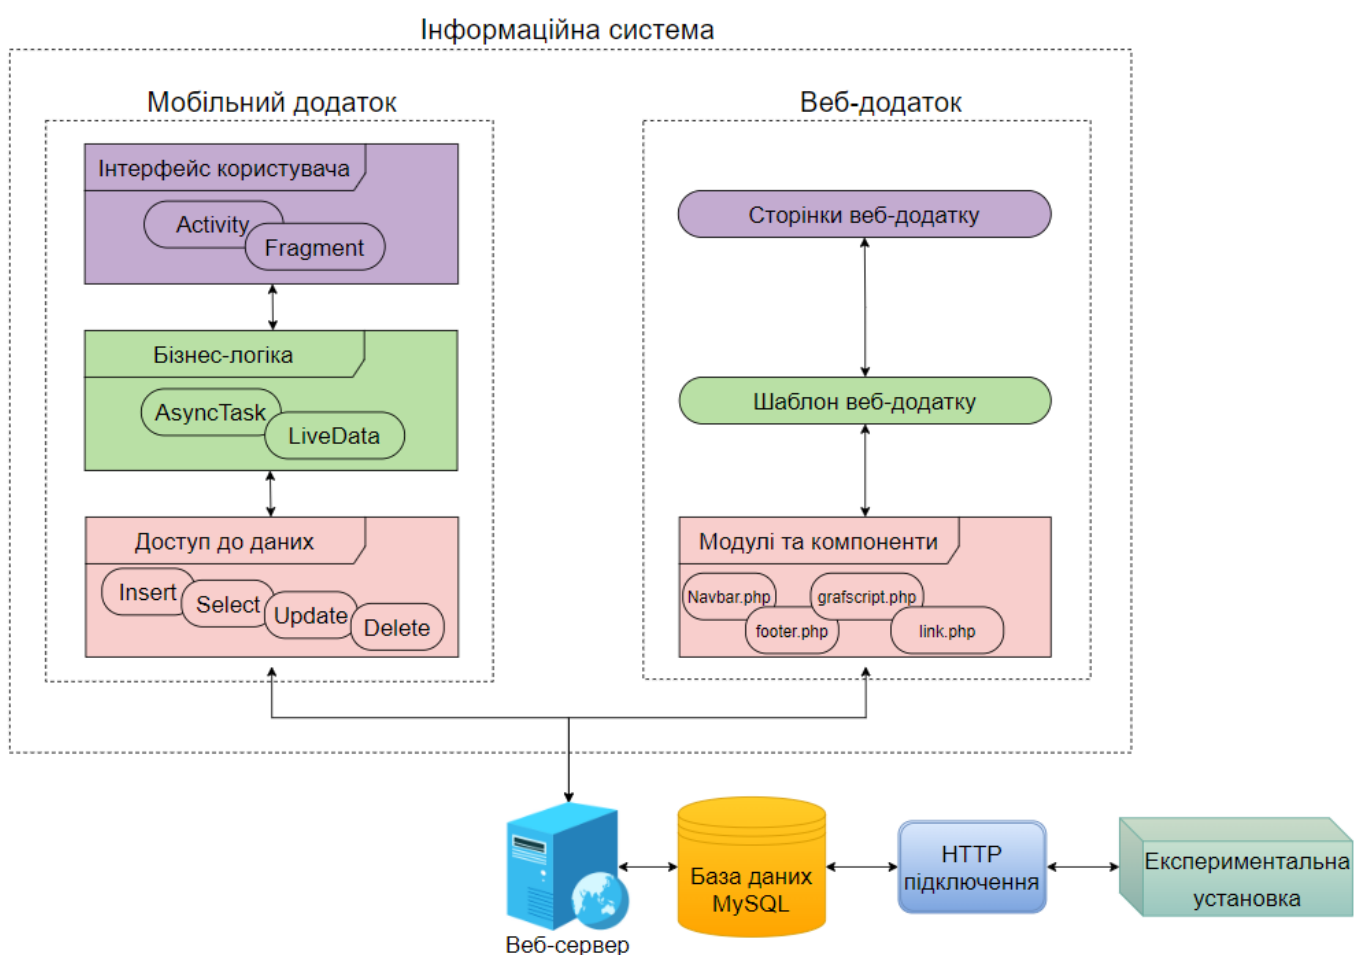 Інформаційна система
Мобільний додаток
Інтерфейс користувача
Activity
Fragment
Бізнес-логіка
AsyncTask
LiveData
Доступ до даних
Insert
Select
Update
Delete
Веб-додаток
Сторінки веб-додатку
Шаблон веб-додатку
Модулі та компоненти
Navbar.php
grafscript.php
footer.php
link.php
Веб-сервер
База даних
MySQL
HTTP
підключення
Експериментальна
установка